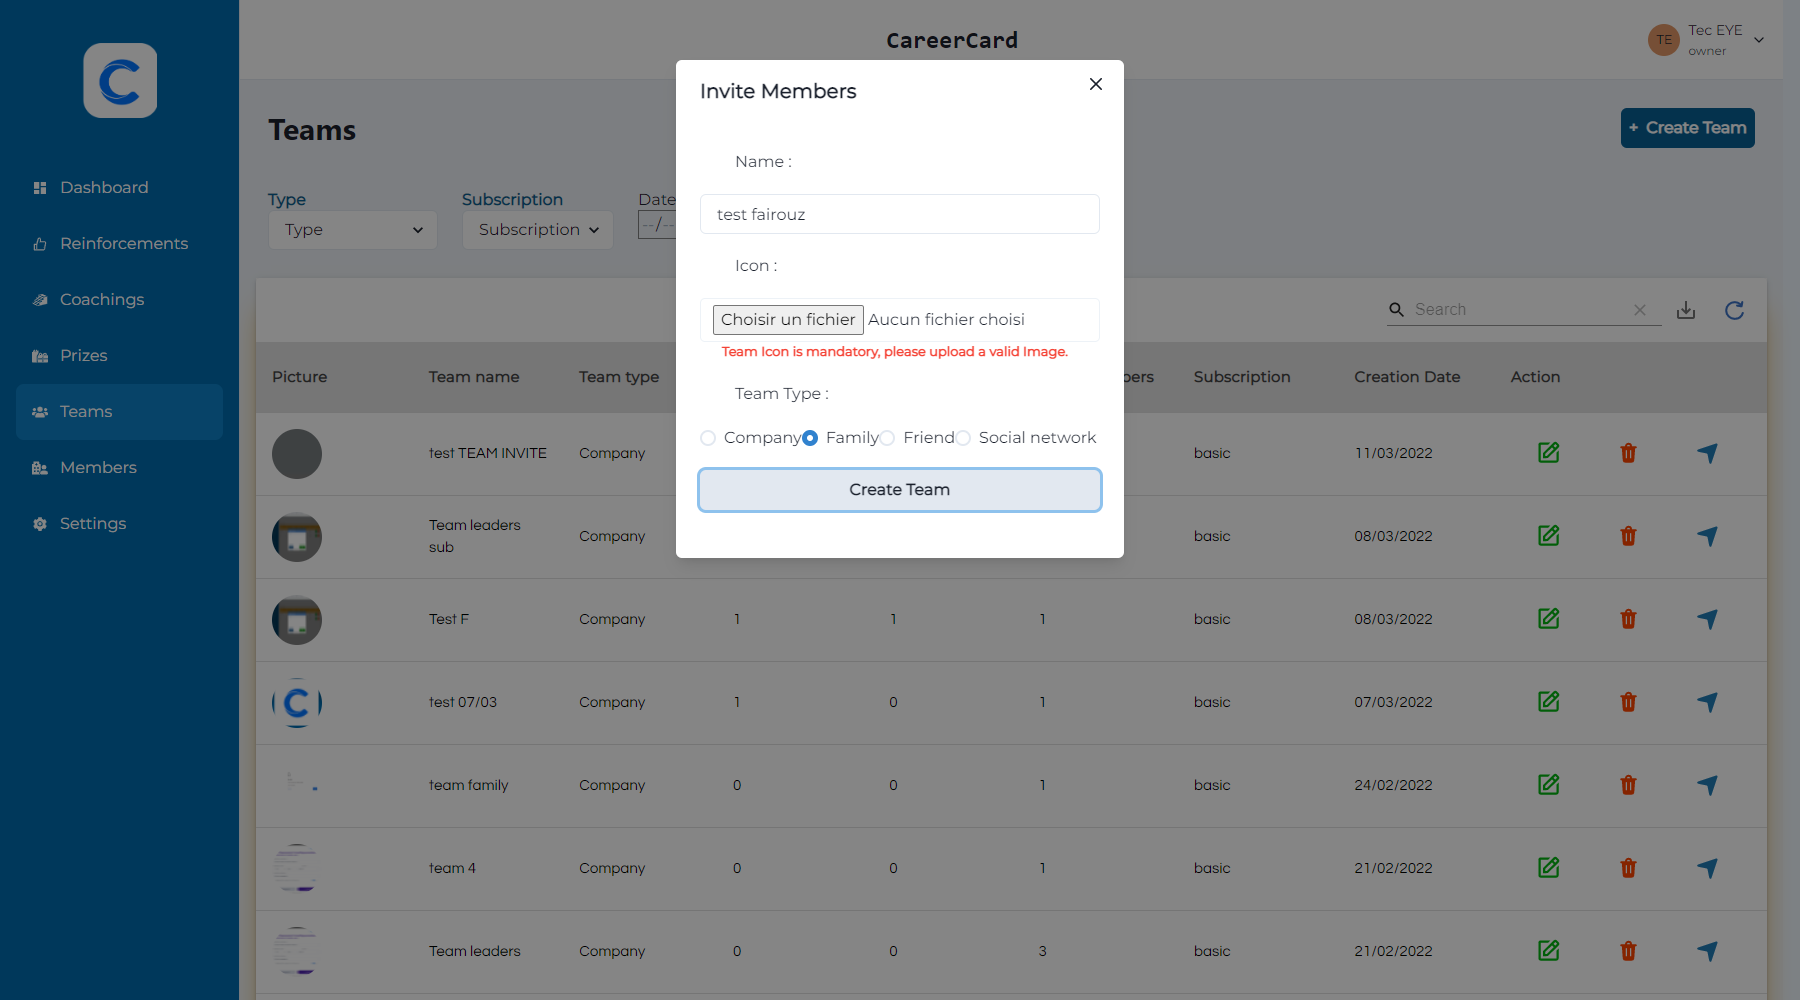 CareerCard
TE
Tec EYE
owner
Dashboard
Reinforcements
Coachings
Prizes
Teams
Members
Settings
Teams
+ Create Team
Type
Subscription
Date
Type
Subscription
--/--
Search
Picture
Team name
Team type
bers
Subscription
Creation Date
Action
test TEAM INVITE
Company
basic
11/03/2022
Team leaders
sub
Company
basic
08/03/2022
Test F
Company
1
1
1
basic
08/03/2022
test 07/03
Company
1
0
1
basic
07/03/2022
team family
Company
0
0
1
basic
24/02/2022
team 4
Company
0
0
1
basic
21/02/2022
Team leaders
Company
0
0
3
basic
21/02/2022
Invite Members
Name :
test fairouz
Icon :
Choisir un fichier Aucun fichier choisi
Team Icon is mandatory, please upload a valid Image.
Team Type :
Company Family Friend Social network
Create Team